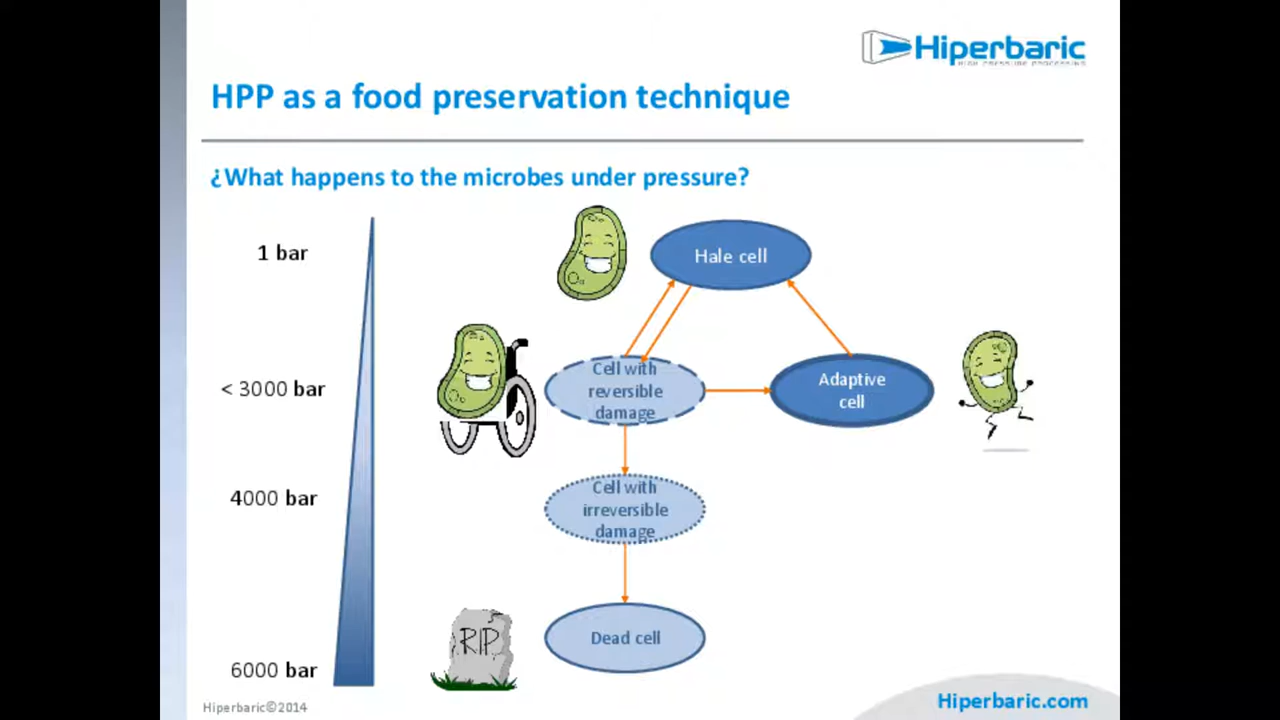 Hiperbaric
HIGH PRESSURE PROCESSING
HPP as a food preservation technique
¿What happens to the microbes under pressure?
1 bar
Hale cell
< 3000 bar
Cell with
reversible
damage
Adaptive
cell
4000 bar
Cell with
irreversible
damage
RIP
Dead cell
6000 bar
Hiperbaric©2014
Hiperbaric.com